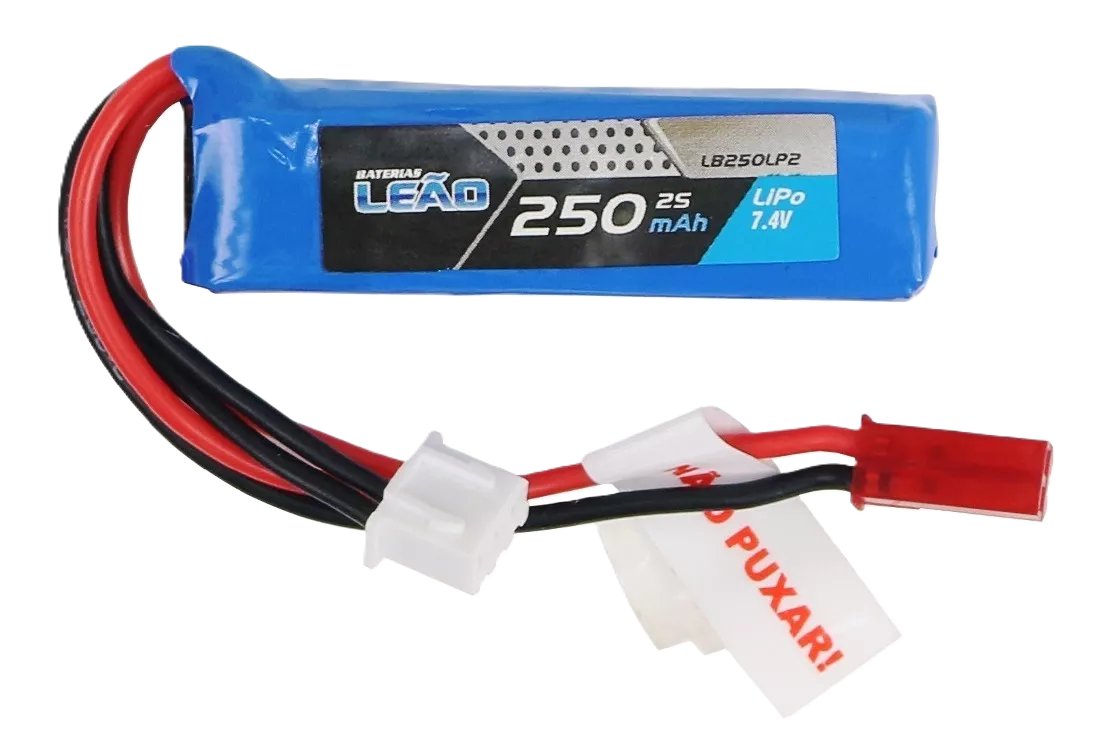 BATERIAS
LEÃO
LB250LP2
250 2S mAh
LiPo
7.4V
NÃO PUXAR!